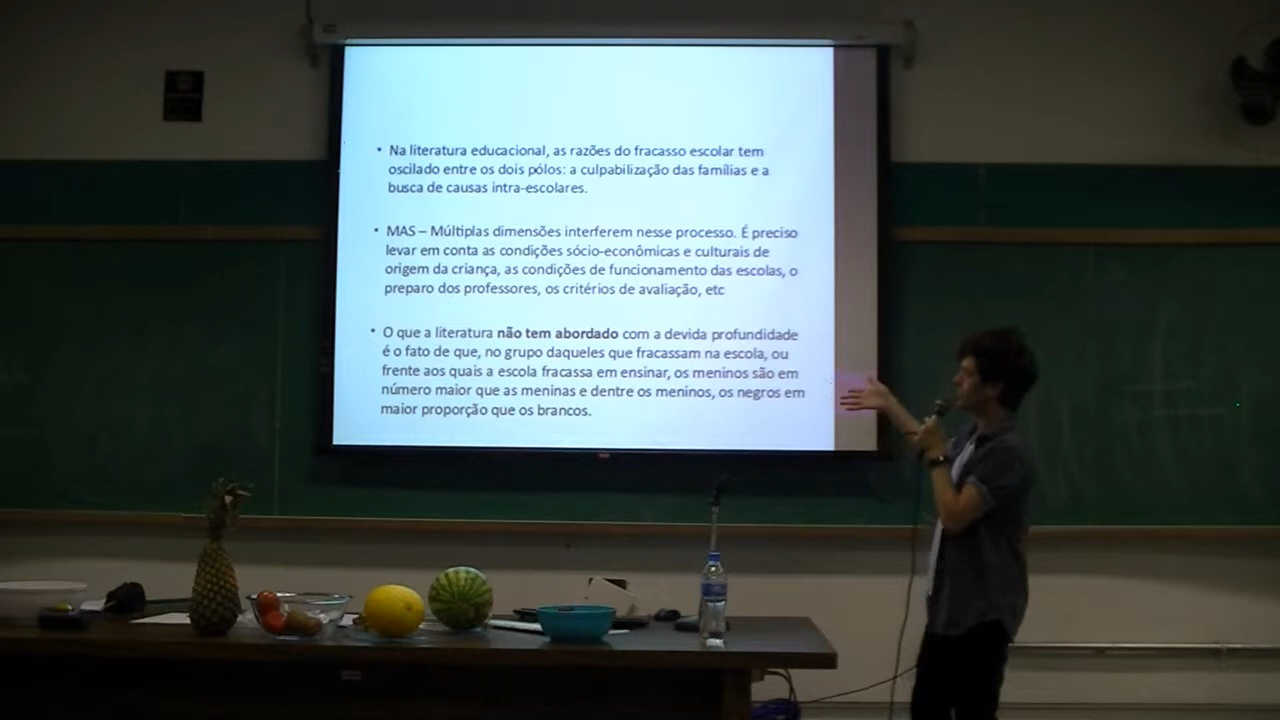 • Na literatura educacional, as razões do fracasso escolar tem
oscilado entre os dois pólos: a culpabilização das famílias e a
busca de causas intra-escolares.
• MAS – Múltiplas dimensões interferem nesse processo. É preciso
levar em conta as condições sócio-econômicas e culturais de
origem da criança, as condições de funcionamento das escolas, o
preparo dos professores, os critérios de avaliação, etc
• O que a literatura não tem abordado com a devida profundidade
é o fato de que, no grupo daqueles que fracassam na escola, ou
frente aos quais a escola fracassa em ensinar, os meninos são em
número maior que as meninas e dentre os meninos, os negros em
maior proporção que os brancos.